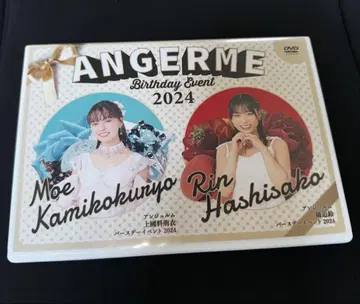 ANGERME
DVD
Birthday Event
2024
Moe
Kamikokuryo
Rin
Hashisako
アンジュルム
上國料萌衣
バースデーイベント2024
アンジュルム
橋迫鈴
バースデーイベント2024